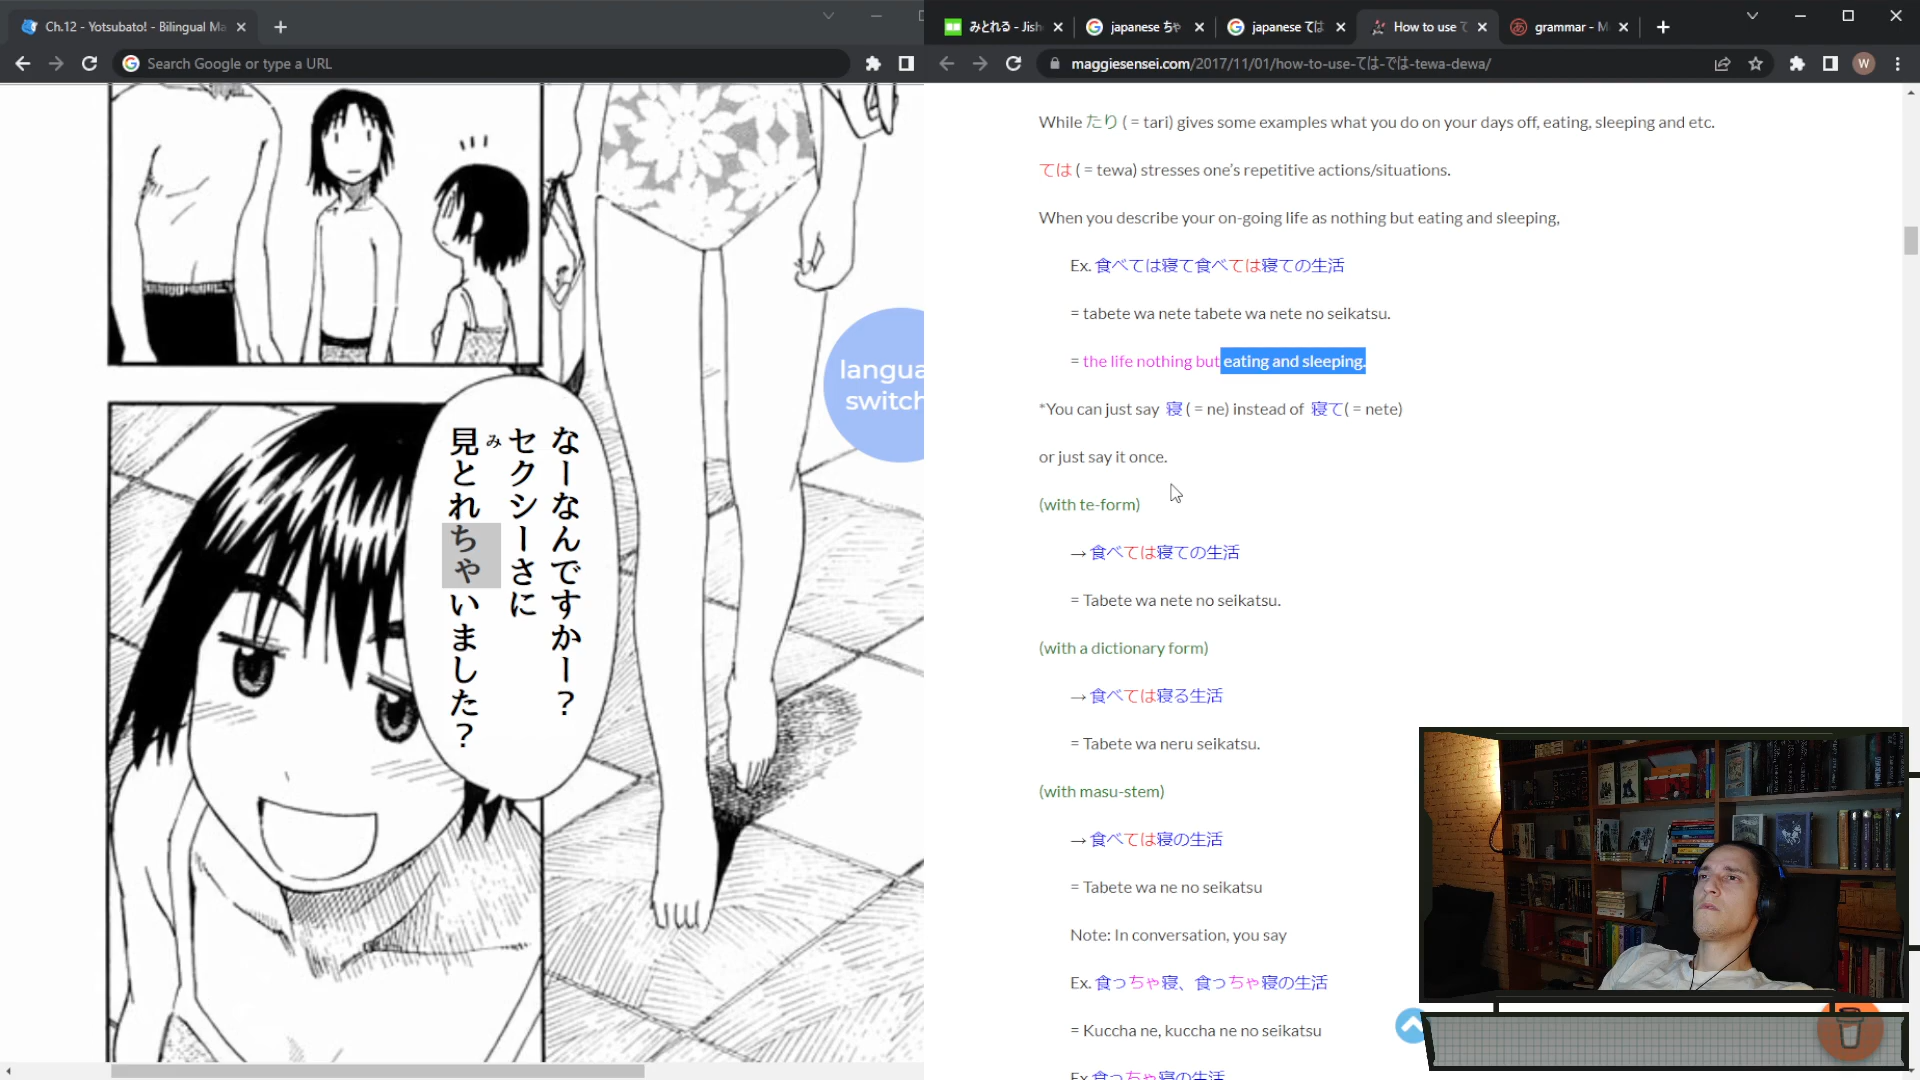 Ch.12 - Yotsubato! - Bilingual Ma
Search Google or type a URL
みとれる - Jish
japanese ちゃ
japanese ては
How to use て
grammar - M
maggiesensei.com/2017/11/01/how-to-use-ては-では-tewa-dewa/
W
langua
switch
なーなんですかー？
セクシーさに
見とれちゃいました？
み
While たり ( = tari) gives some examples what you do on your days off, eating, sleeping and etc.
ては ( = tewa) stresses one's repetitive actions/situations.
When you describe your on-going life as nothing but eating and sleeping,
Ex. 食べては寝て食べては寝ての生活
= tabete wa nete tabete wa nete no seikatsu.
= the life nothing but eating and sleeping.
*You can just say 寝 ( = ne) instead of 寝て( = nete)
or just say it once.
(with te-form)
→ 食べては寝ての生活
= Tabete wa nete no seikatsu.
(with a dictionary form)
→ 食べては寝る生活
= Tabete wa neru seikatsu.
(with masu-stem)
→ 食べては寝の生活
= Tabete wa ne no seikatsu
Note: In conversation, you say
Ex. 食っちゃ寝、食っちゃ寝の生活
= Kuccha ne, kuccha ne no seikatsu
Ex 食っちゃ寝の生活